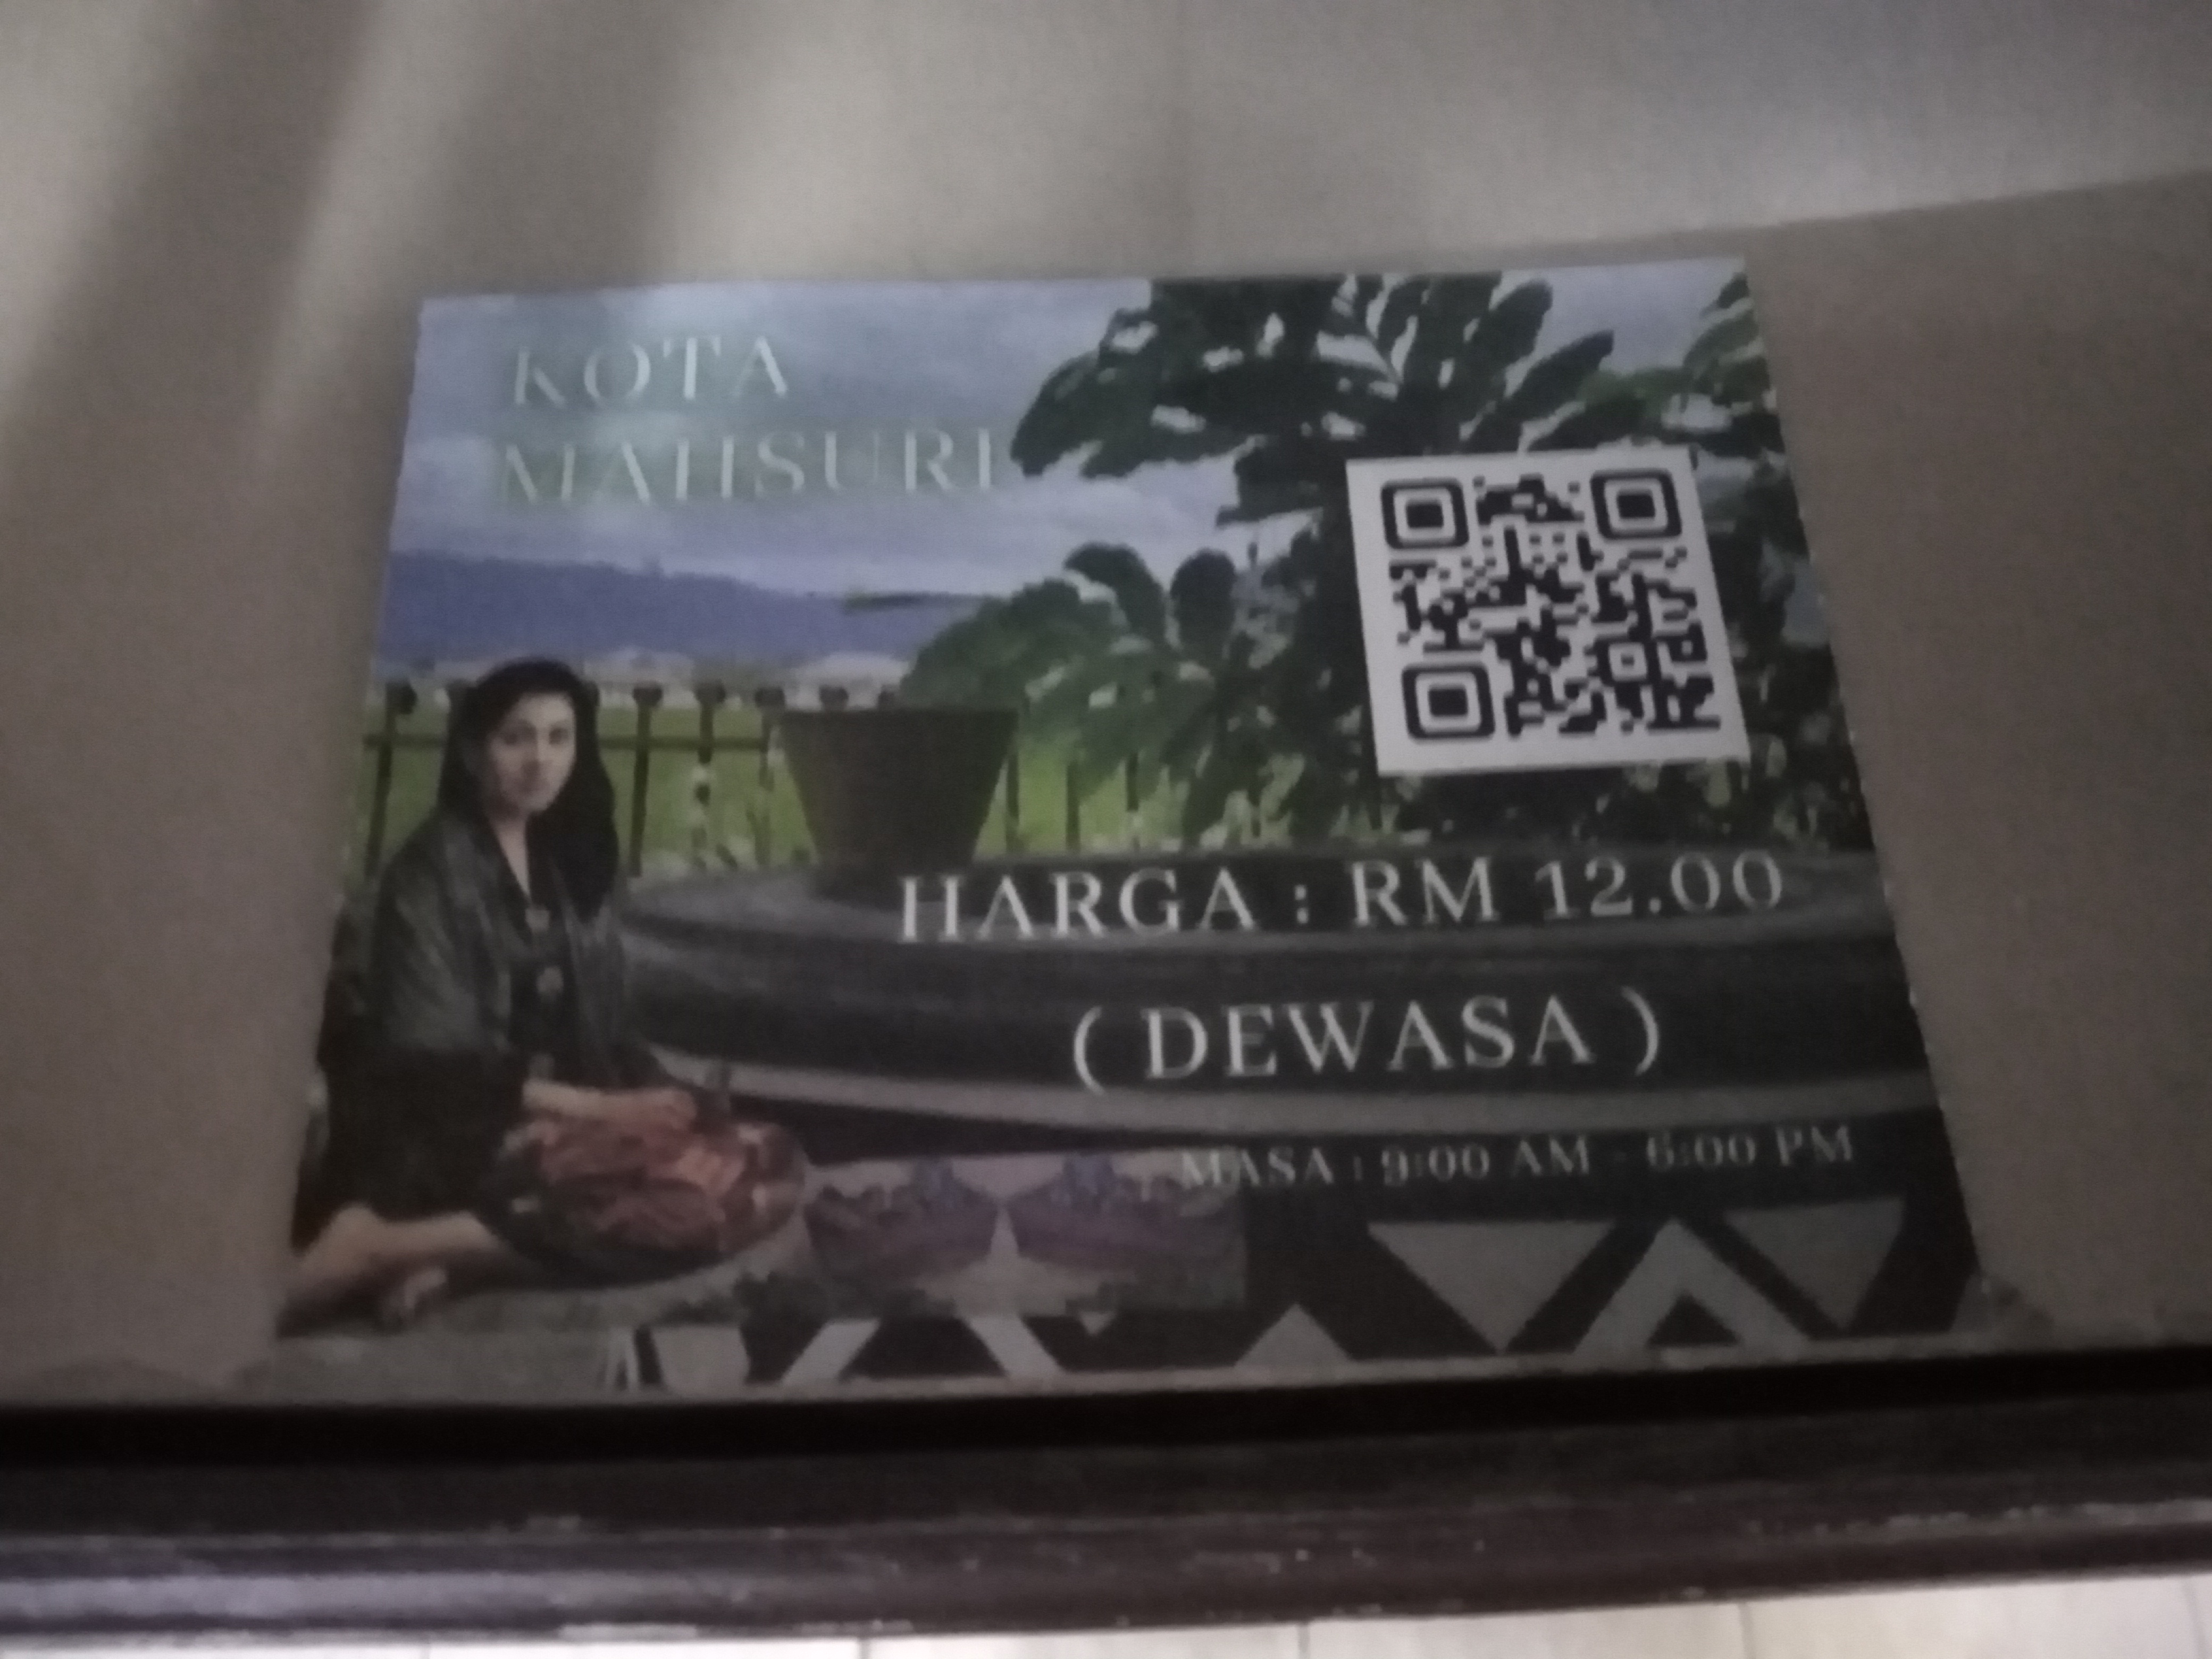 KOTA
MAHSURI
HARGA : RM 12.00
( DEWASA )
MASA : 9:00 AM - 6:00 PM